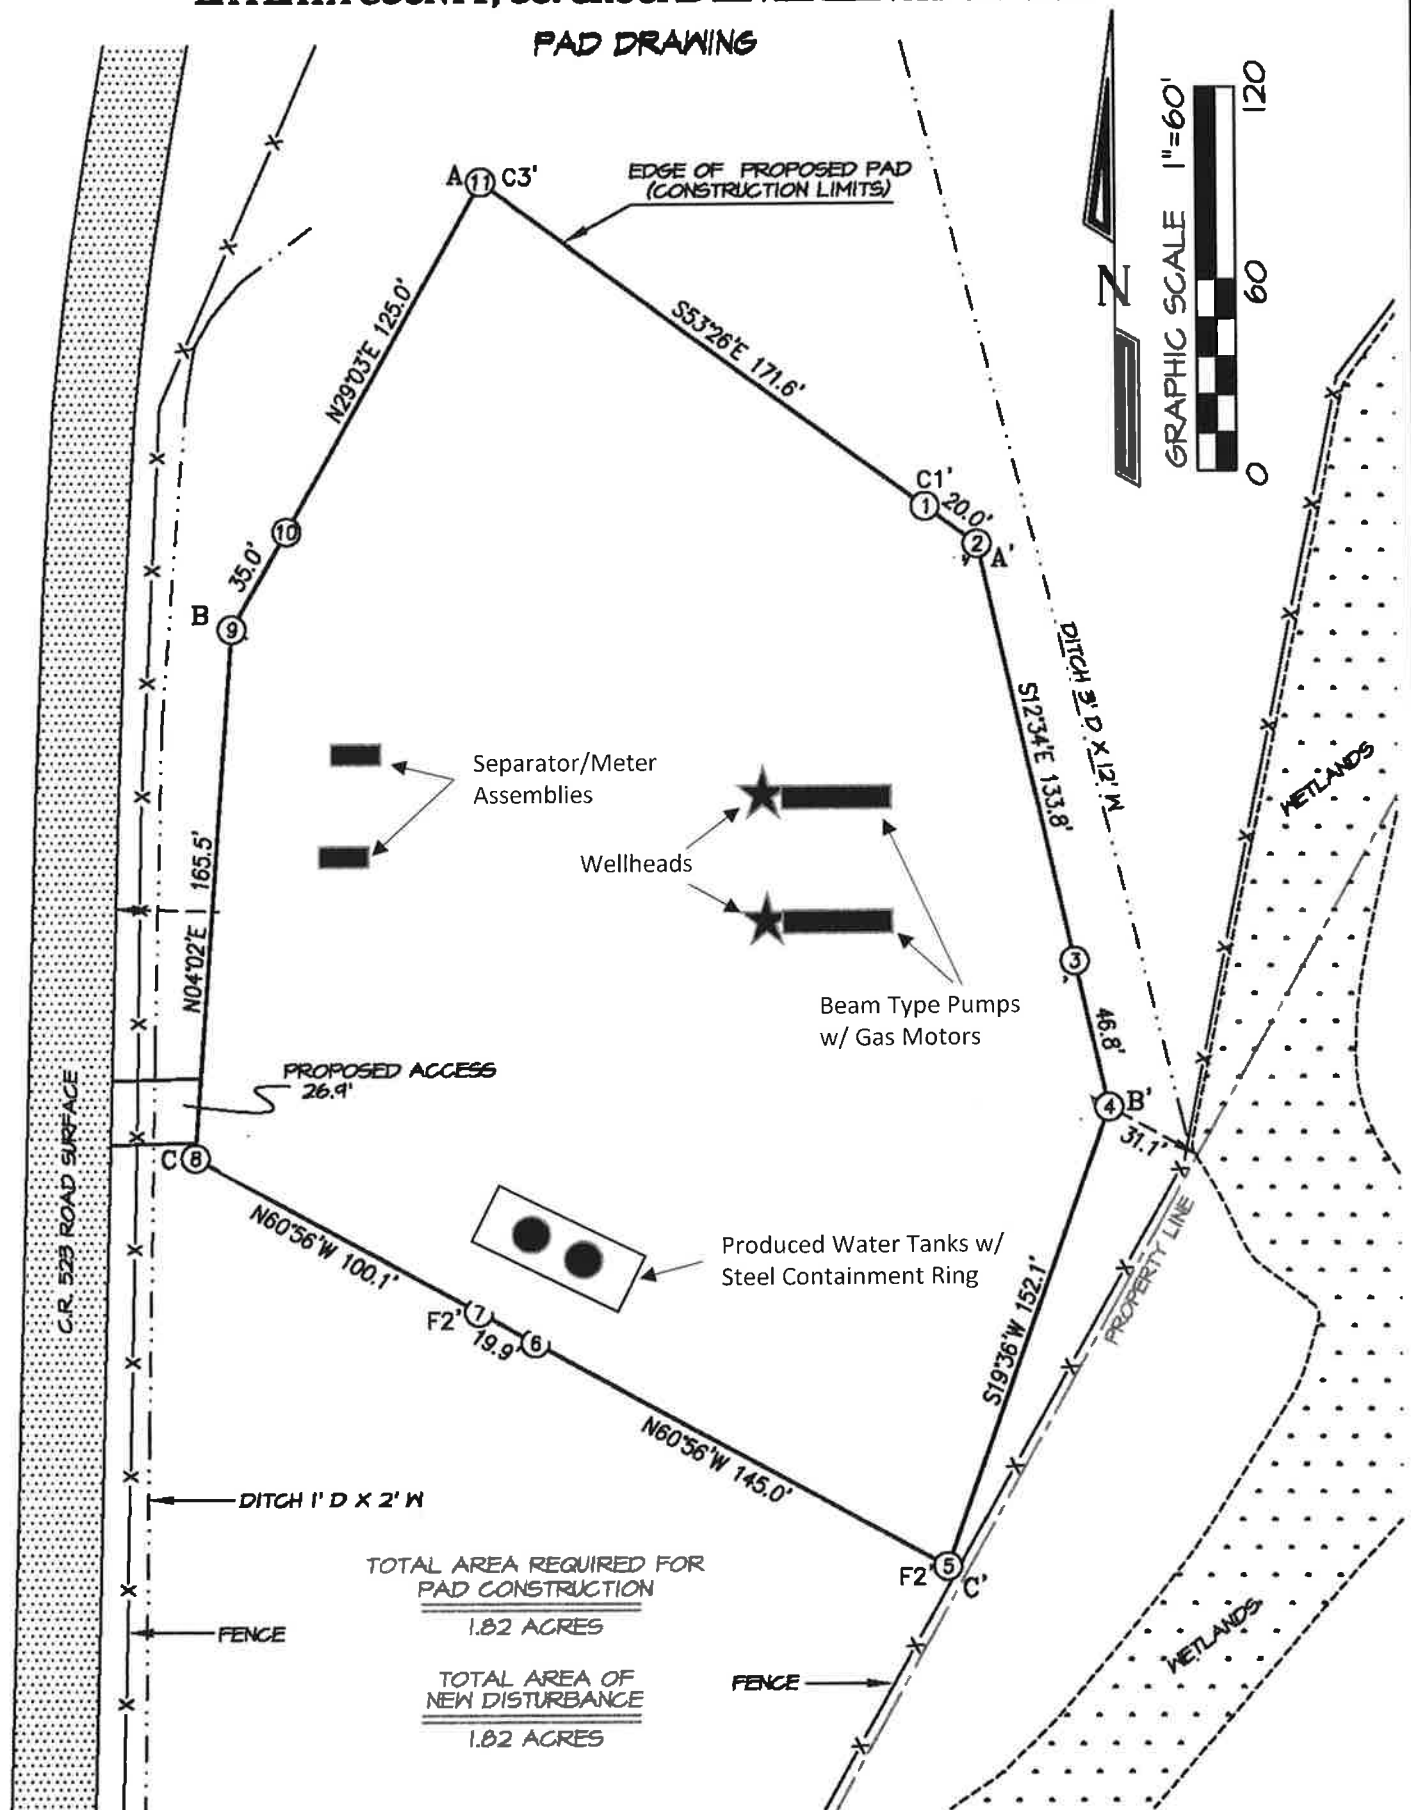 PAD DRAWING
A 11 C3'
EDGE OF PROPOSED PAD
(CONSTRUCTION LIMITS)
N
GRAPHIC SCALE 1"=60'
0 60 120
N29°03'E 125.0'
S53°26'E 171.6'
C1'
1
20.0'
2
A'
10
35.0'
B
9
DITCH 3' D X 12' W
S12°34'E 133.8'
WETLANDS
Separator/Meter
Assemblies
Wellheads
165.5'
N04°02'E
3
Beam Type Pumps
w/ Gas Motors
46.8'
PROPOSED ACCESS
26.9'
4 B'
31.1'
C.R. 523 ROAD SURFACE
C 8
N60°56'W 100.1'
Produced Water Tanks w/
Steel Containment Ring
PROPERTY LINE
F2' 7
19.9'
6
S19°36'W 152.1'
N60°56'W 145.0'
DITCH 1' D X 2' W
F2' 5
C'
TOTAL AREA REQUIRED FOR
PAD CONSTRUCTION
1.82 ACRES
FENCE
WETLANDS
TOTAL AREA OF
NEW DISTURBANCE
1.82 ACRES
FENCE